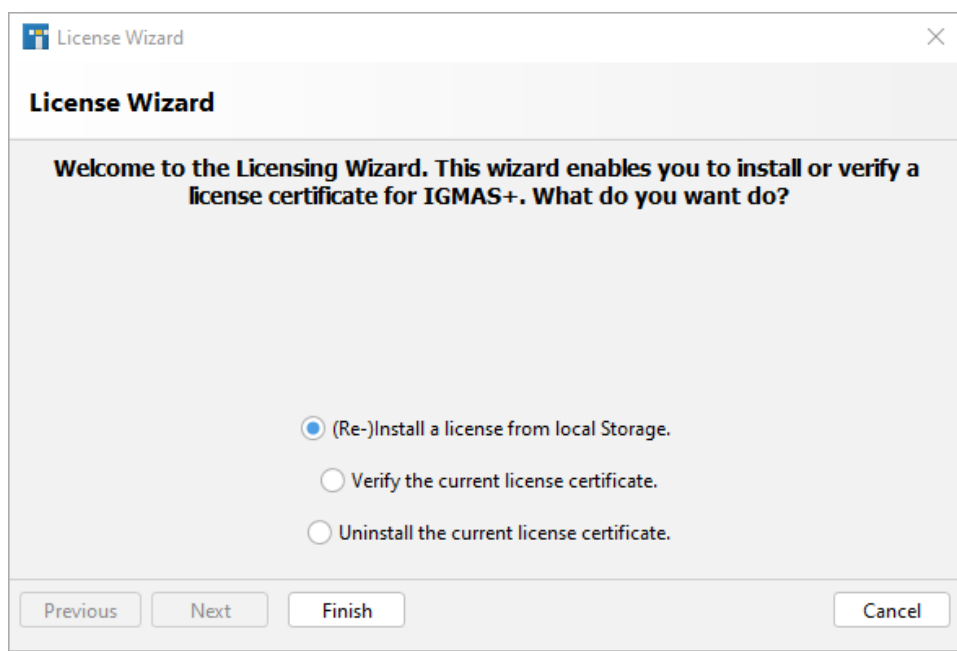 License Wizard
License Wizard
Welcome to the Licensing Wizard. This wizard enables you to install or verify a
license certificate for IGMAS+. What do you want do?
(Re-)Install a license from local Storage.
Verify the current license certificate.
Uninstall the current license certificate.
Previous Next Finish Cancel